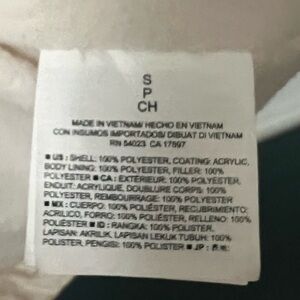 S
P
CH
MADE IN VIETNAM/ HECHO EN VIETNAM
CON INSUMOS IMPORTADOS/ DIBUAT DI VIETNAM
RN 54023 CA 17897
■ US : SHELL: 100% POLYESTER, COATING: ACRYLIC,
BODY LINING: 100% POLYESTER, FILLER: 100%
POLYESTER ■ CA : EXTÉRIEUR: 100% POLYESTER,
ENDUIT: ACRYLIQUE, DOUBLURE CORPS: 100%
POLYESTER, REMBOURRAGE: 100% POLYESTER
■ MX : CUERPO: 100% POLIÉSTER, RECUBRIMIENTO:
ACRILICO, FORRO: 100% POLIÉSTER, RELLENO: 100%
POLIÉSTER ■ ID : RANGKA: 100% POLISTER,
LAPISAN: AKRILIK, LAPISAN LEKUK TUBUH: 100%
POLISTER, PENGISI: 100% POLISTER ■ JP :